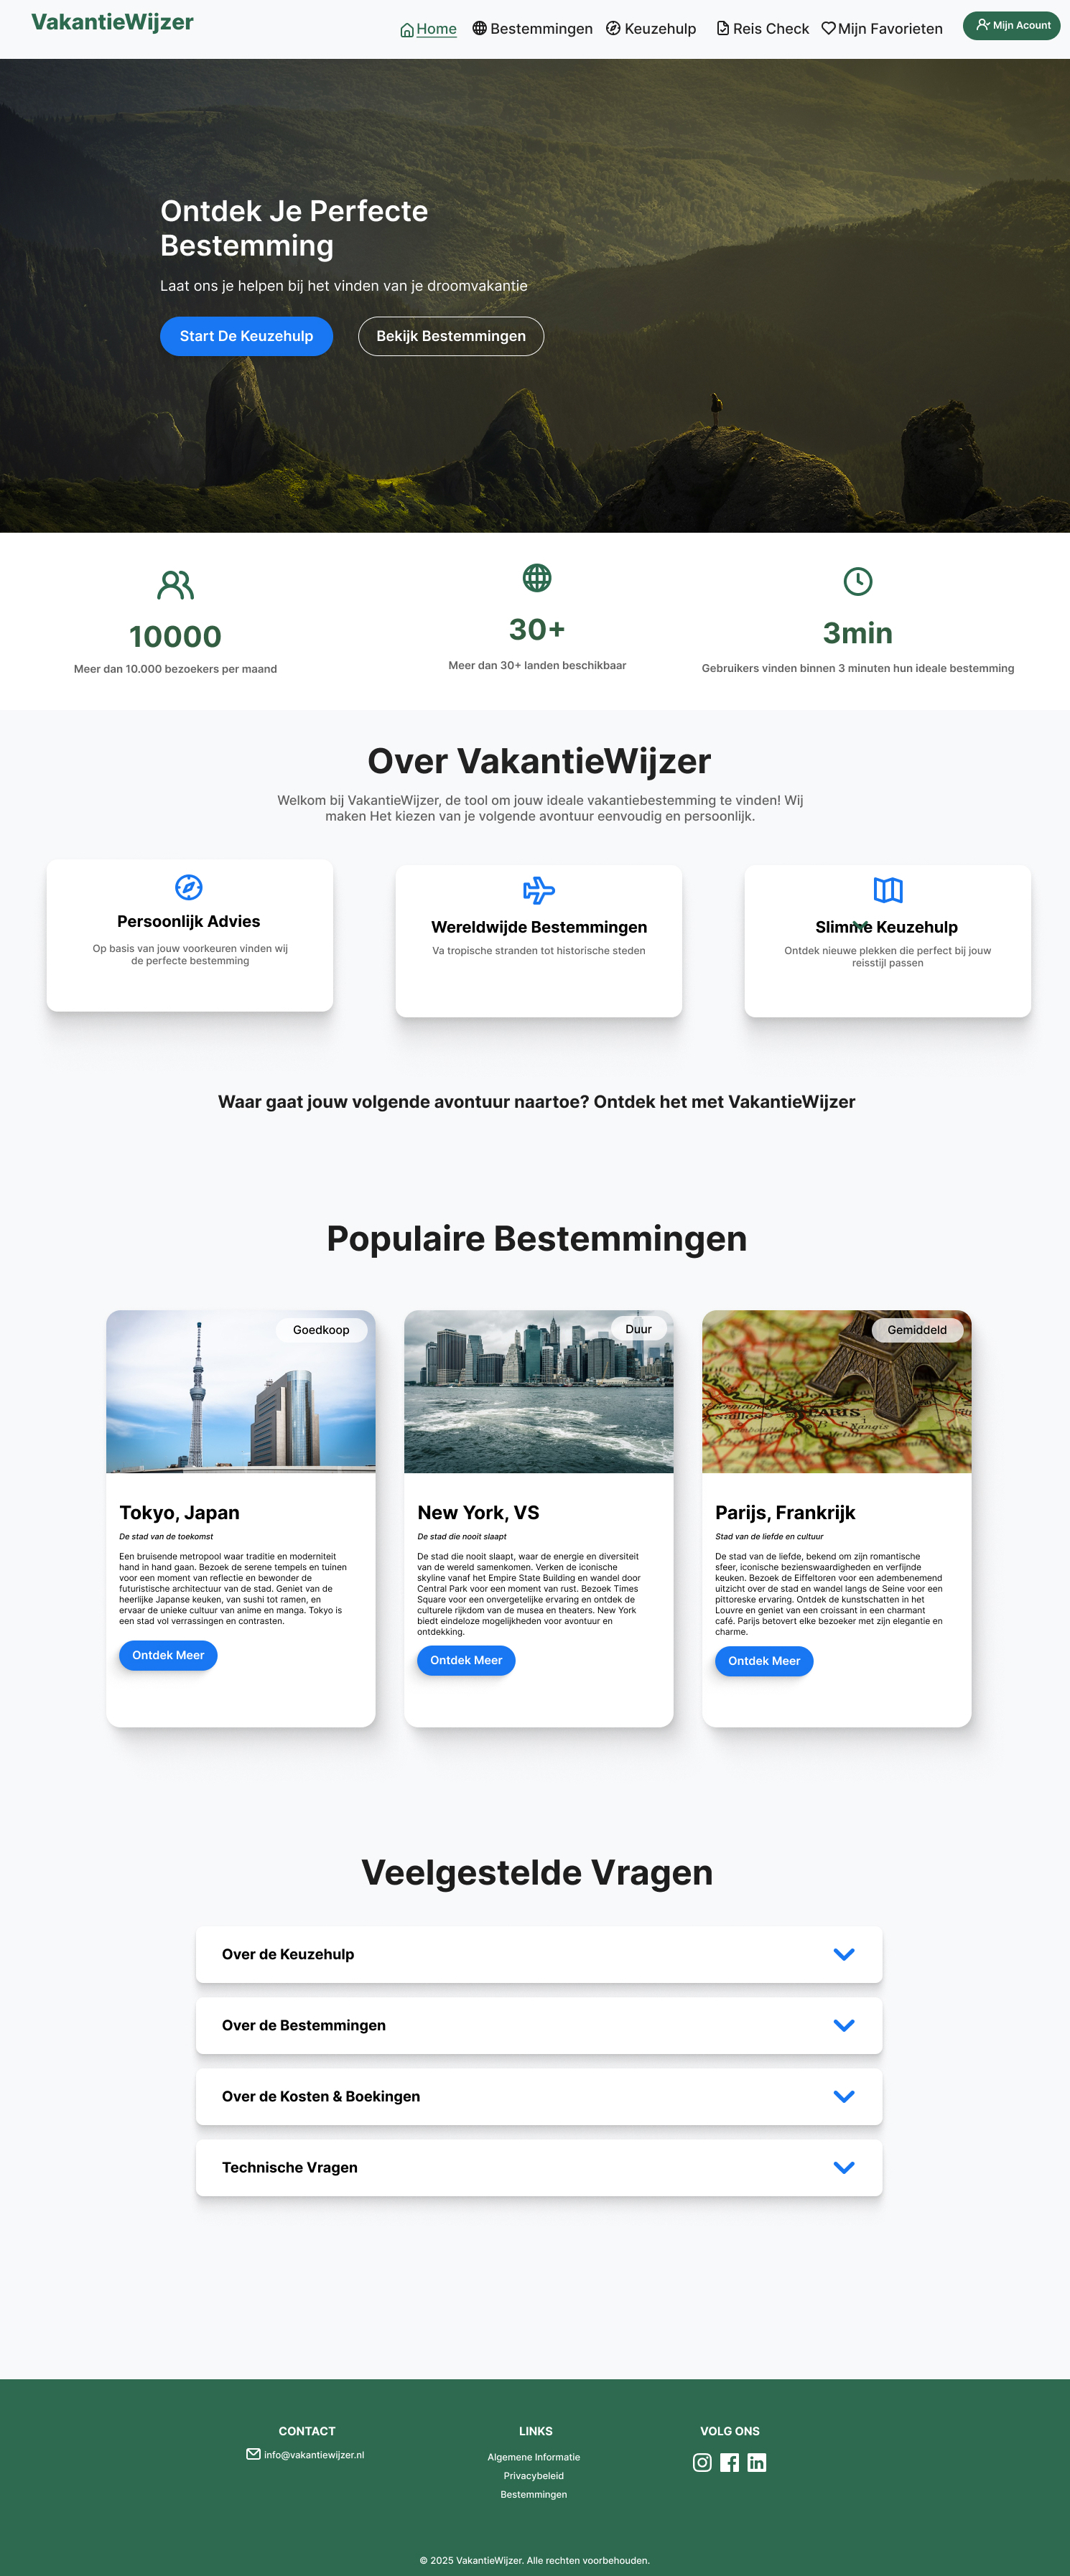 VakantieWijzer
Home Bestemmingen Keuzehulp Reis Check Mijn Favorieten Mijn Acount
Ontdek Je Perfecte
Bestemming
Laat ons je helpen bij het vinden van je droomvakantie
Start De Keuzehulp Bekijk Bestemmingen
10000
Meer dan 10.000 bezoekers per maand
30+
Meer dan 30+ landen beschikbaar
3min
Gebruikers vinden binnen 3 minuten hun ideale bestemming
Over VakantieWijzer
Welkom bij VakantieWijzer, de tool om jouw ideale vakantiebestemming te vinden! Wij
maken Het kiezen van je volgende avontuur eenvoudig en persoonlijk.
Persoonlijk Advies
Op basis van jouw voorkeuren vinden wij
de perfecte bestemming
Wereldwijde Bestemmingen
Va tropische stranden tot historische steden
Slimme Keuzehulp
Ontdek nieuwe plekken die perfect bij jouw
reisstijl passen
Waar gaat jouw volgende avontuur naartoe? Ontdek het met VakantieWijzer
Populaire Bestemmingen
Goedkoop
Tokyo, Japan
De stad van de toekomst
Een bruisende metropool waar traditie en moderniteit
hand in hand gaan. Bezoek de serene tempels en tuinen
voor een moment van reflectie en bewonder de
futuristische architectuur van de stad. Geniet van de
heerlijke Japanse keuken, van sushi tot ramen, en
ervaar de unieke cultuur van anime en manga. Tokyo is
een stad vol verrassingen en contrasten.
Ontdek Meer
Duur
New York, VS
De stad die nooit slaapt
De stad die nooit slaapt, waar de energie en diversiteit
van de wereld samenkomen. Verken de iconische
skyline vanaf het Empire State Building en wandel door
Central Park voor een moment van rust. Bezoek Times
Square voor een onvergetelijke ervaring en ontdek de
culturele rijkdom van de musea en theaters. New York
biedt eindeloze mogelijkheden voor avontuur en
ontdekking.
Ontdek Meer
Gemiddeld
PARIS
Parijs, Frankrijk
Stad van de liefde en cultuur
De stad van de liefde, bekend om zijn romantische
sfeer, iconische bezienswaardigheden en verfijnde
keuken. Bezoek de Eiffeltoren voor een adembenemend
uitzicht over de stad en wandel langs de Seine voor een
pittoreske ervaring. Ontdek de kunstschatten in het
Louvre en geniet van een croissant in een charmant
café. Parijs betovert elke bezoeker met zijn elegantie en
charme.
Ontdek Meer
Veelgestelde Vragen
Over de Keuzehulp
Over de Bestemmingen
Over de Kosten & Boekingen
Technische Vragen
CONTACT
info@vakantiewijzer.nl
LINKS
Algemene Informatie
Privacybeleid
Bestemmingen
VOLG ONS
© 2025 VakantieWijzer. Alle rechten voorbehouden.